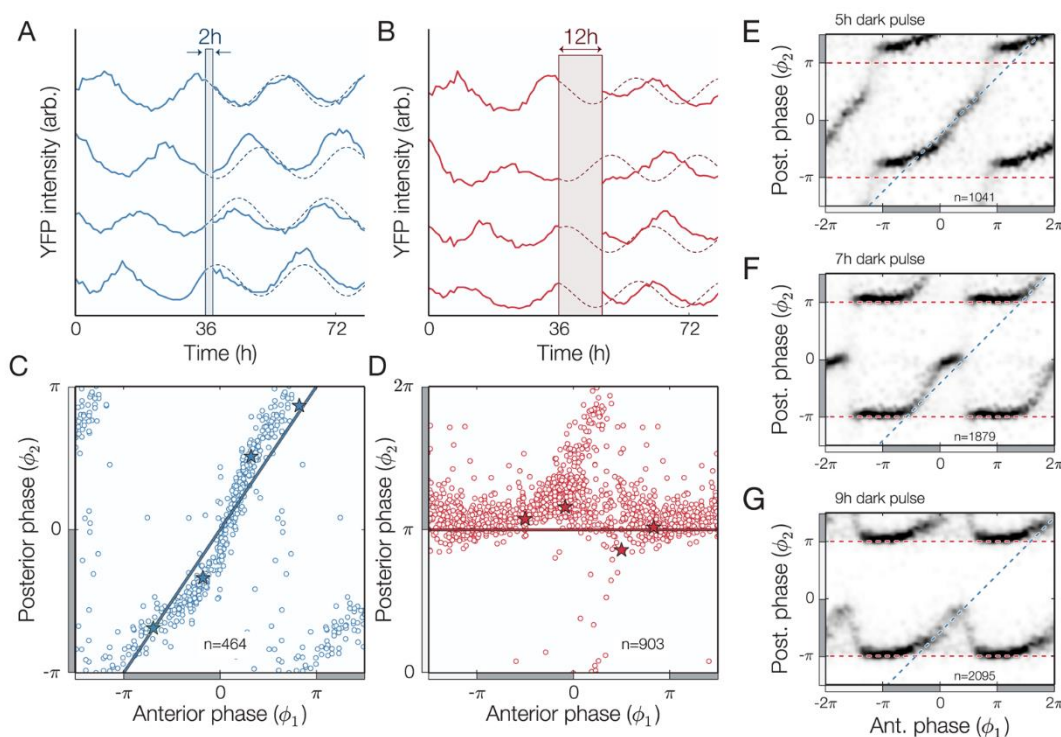 A
2h
YFP intensity (arb.)
0
36
72
Time (h)
B
12h
YFP intensity (arb.)
0
36
72
Time (h)
C
π
0
-π
Posterior phase (ϕ₂)
n=464
-π
0
π
Anterior phase (ϕ₁)
D
2π
π
0
Posterior phase (ϕ₂)
n=903
-π
0
π
Anterior phase (ϕ₁)
E
5h dark pulse
π
0
-π
Post. phase (ϕ₂)
n=1041
-2π
-π
0
π
2π
F
7h dark pulse
π
0
-π
Post. phase (ϕ₂)
n=1879
-2π
-π
0
π
2π
G
9h dark pulse
π
0
-π
Post. phase (ϕ₂)
n=2095
-2π
-π
0
π
2π
Ant. phase (ϕ₁)